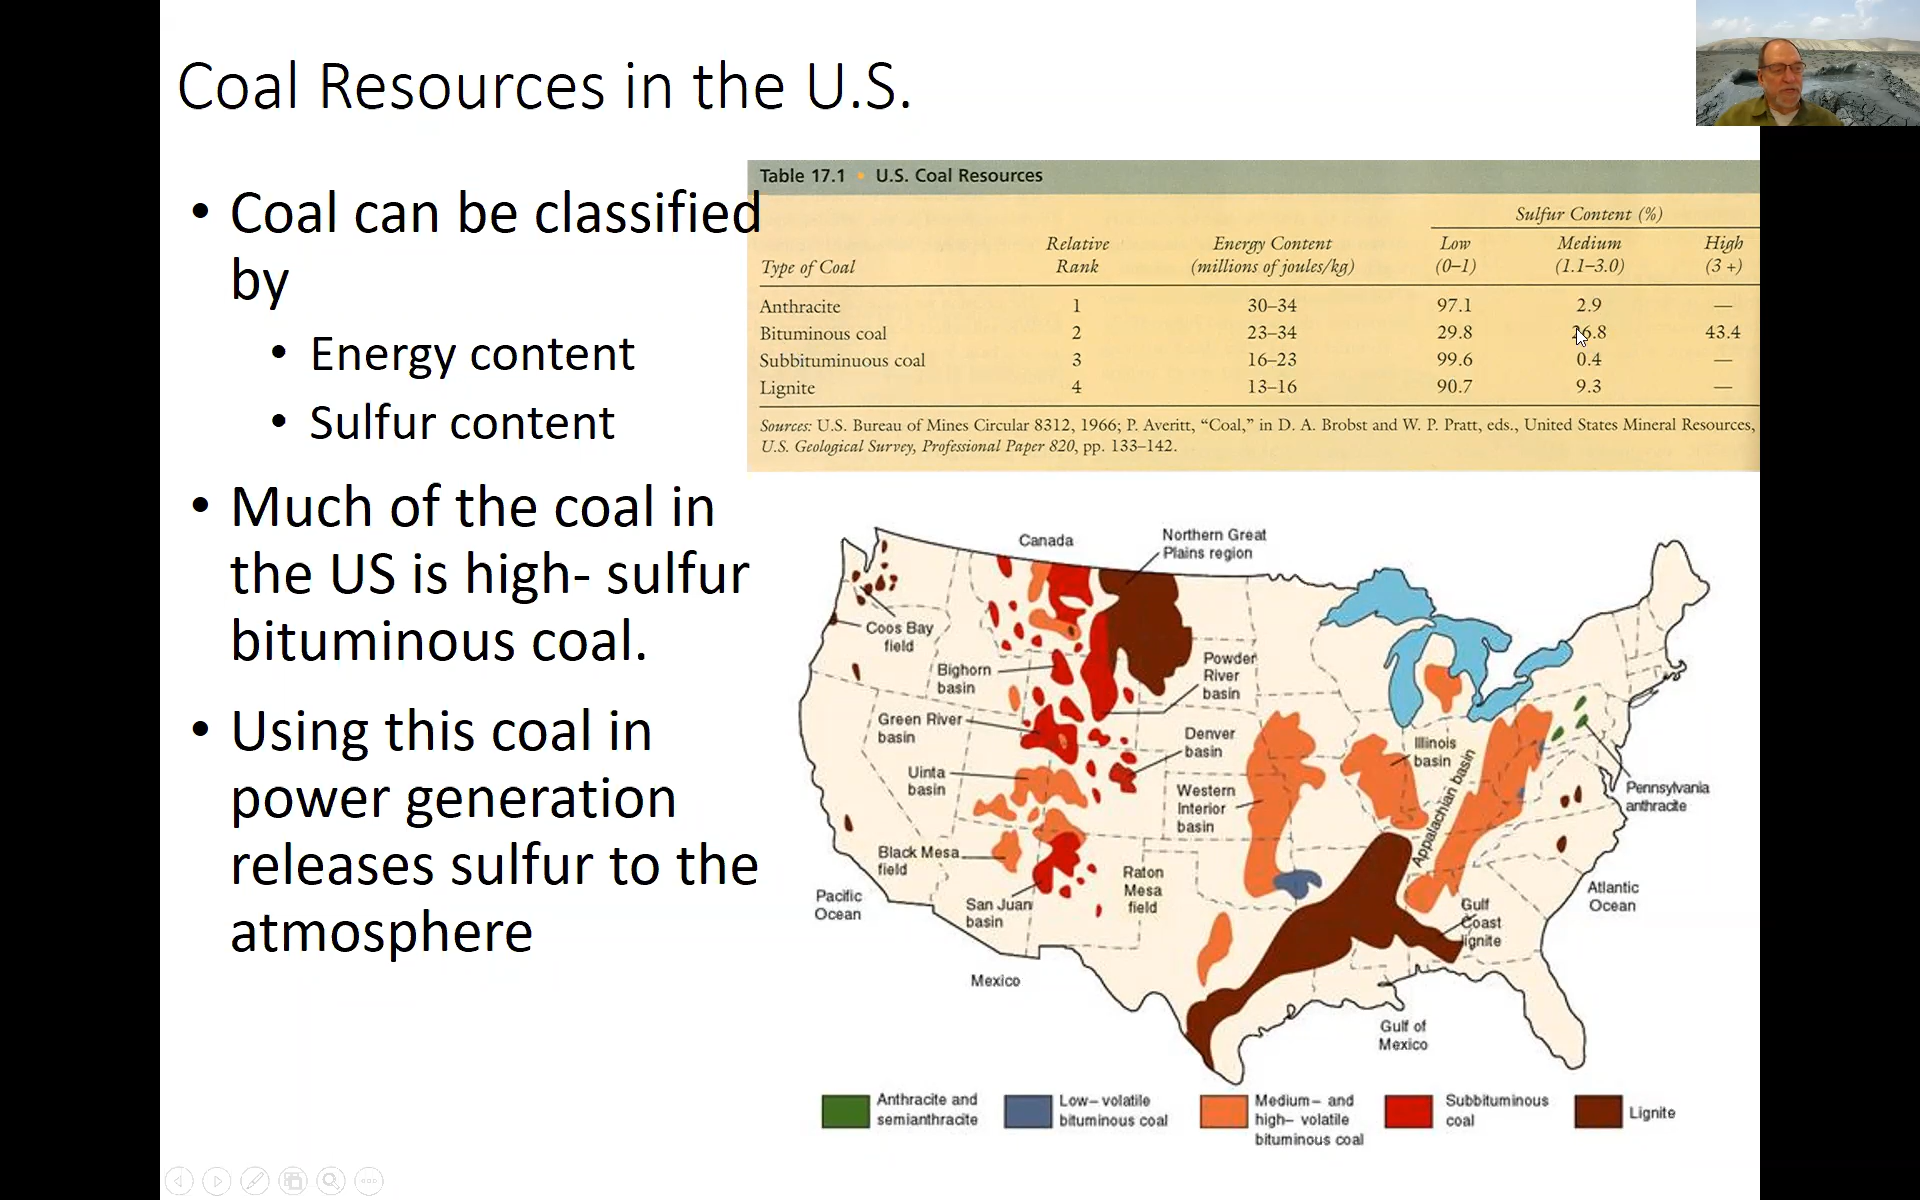 Coal Resources in the U.S.
• Coal can be classified
by
• Energy content
• Sulfur content
• Much of the coal in
the US is high- sulfur
bituminous coal.
• Using this coal in
power generation
releases sulfur to the
atmosphere
Table 17.1 • U.S. Coal Resources
Sulfur Content (%)
Relative Energy Content Low Medium High
Type of Coal Rank (millions of joules/kg) (0–1) (1.1–3.0) (3 +)
Anthracite 1 30–34 97.1 2.9 —
Bituminous coal 2 23–34 29.8 26.8 43.4
Subbituminuous coal 3 16–23 99.6 0.4 —
Lignite 4 13–16 90.7 9.3 —
Sources: U.S. Bureau of Mines Circular 8312, 1966; P. Averitt, “Coal,” in D. A. Brobst and W. P. Pratt, eds., United States Mineral Resources,
U.S. Geological Survey, Professional Paper 820, pp. 133–142.
Canada
Northern Great
Plains region
Coos Bay
field
Bighorn
basin
Powder
River
basin
Green River
basin
Denver
basin
Illinois
basin
Uinta
basin
Western
Interior
basin
Appalachian basin
Pennsylvania
anthracite
Black Mesa
field
Raton
Mesa
field
Pacific
Ocean
San Juan
basin
Atlantic
Ocean
Gulf
Coast
lignite
Mexico
Gulf of
Mexico
Anthracite and
semianthracite
Low– volatile
bituminous coal
Medium– and
high– volatile
bituminous coal
Subbituminous
coal
Lignite